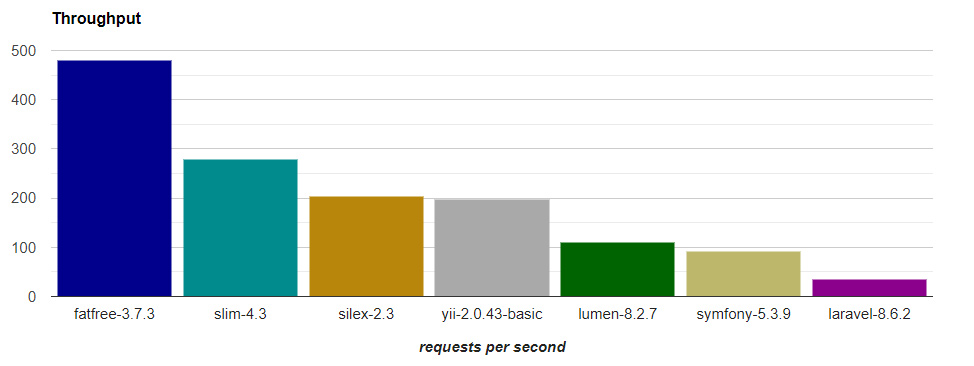 Throughput
500
400
300
200
100
0
fatfree-3.7.3 slim-4.3 silex-2.3 yii-2.0.43-basic lumen-8.2.7 symfony-5.3.9 laravel-8.6.2
requests per second